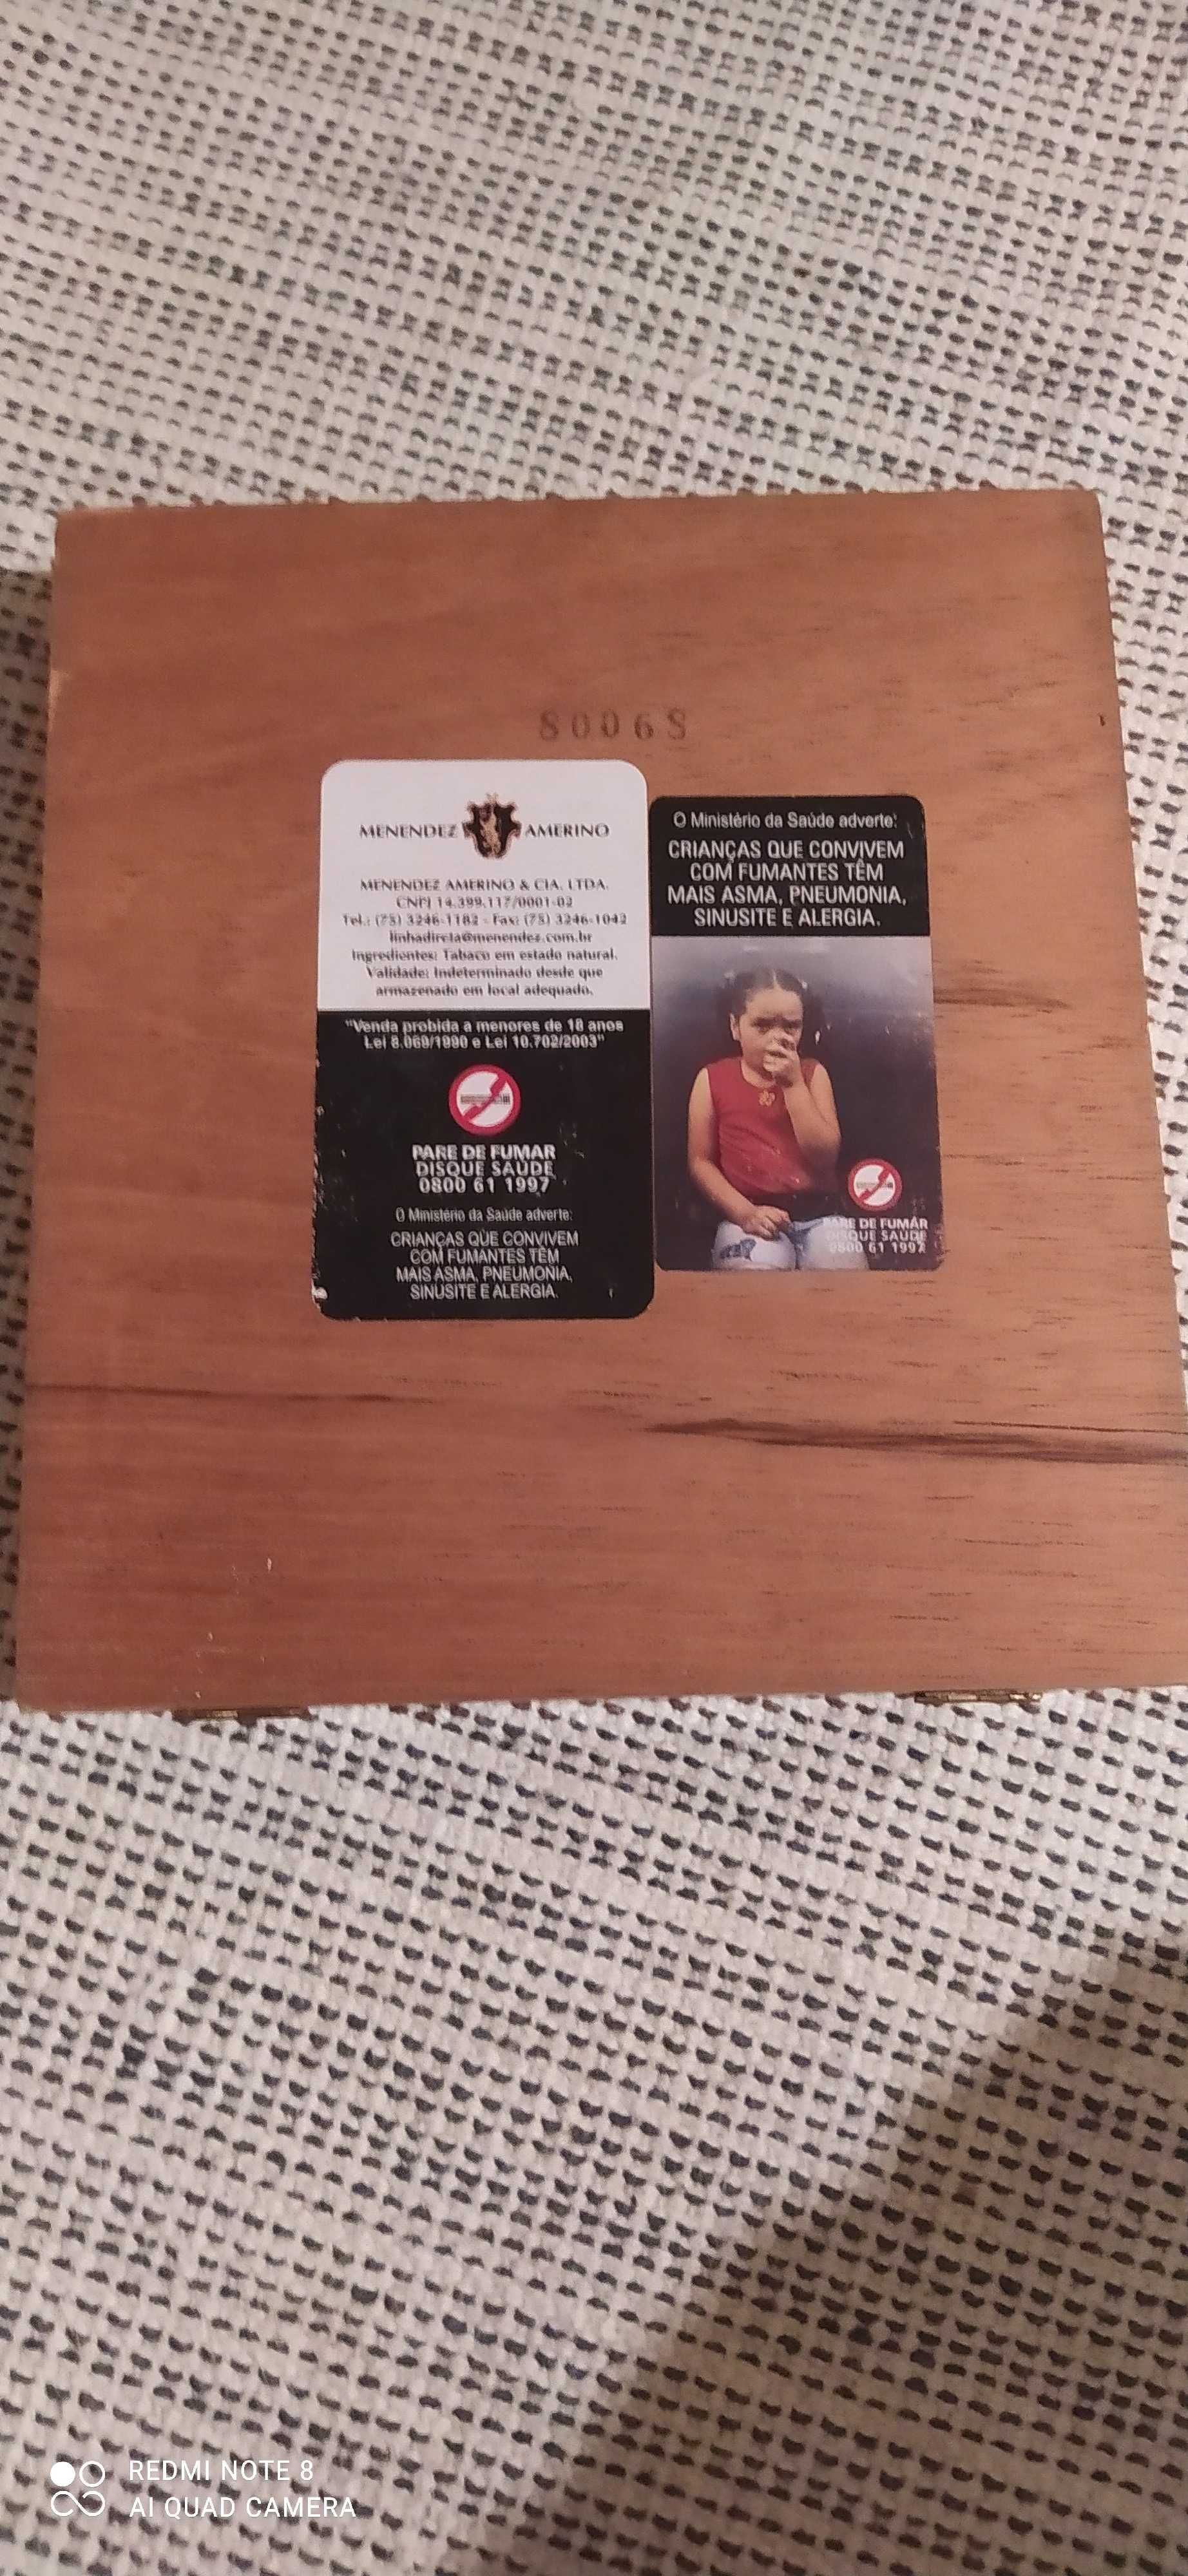 80068
MENENDEZ AMERINO
MENENDEZ AMERINO & CIA. LTDA.
CNPJ 14.399.117/0001-02
Tel.: (75) 3246-1182 - Fax: (75) 3246-1042
linhadireta@menendez.com.br
Ingredientes: Tabaco em estado natural.
Validade: Indeterminado desde que
armazenado em local adequado.
"Venda probida a menores de 18 anos
Lei 8.069/1990 e Lei 10.702/2003"
PARE DE FUMAR
DISQUE SAÚDE
0800 61 1997
O Ministério da Saúde adverte:
CRIANÇAS QUE CONVIVEM
COM FUMANTES TÊM
MAIS ASMA, PNEUMONIA,
SINUSITE E ALERGIA.
O Ministério da Saúde adverte:
CRIANÇAS QUE CONVIVEM
COM FUMANTES TÊM
MAIS ASMA, PNEUMONIA,
SINUSITE E ALERGIA.
PARE DE FUMAR
DISQUE SAÚDE
0800 61 1997
REDMI NOTE 8
AI QUAD CAMERA